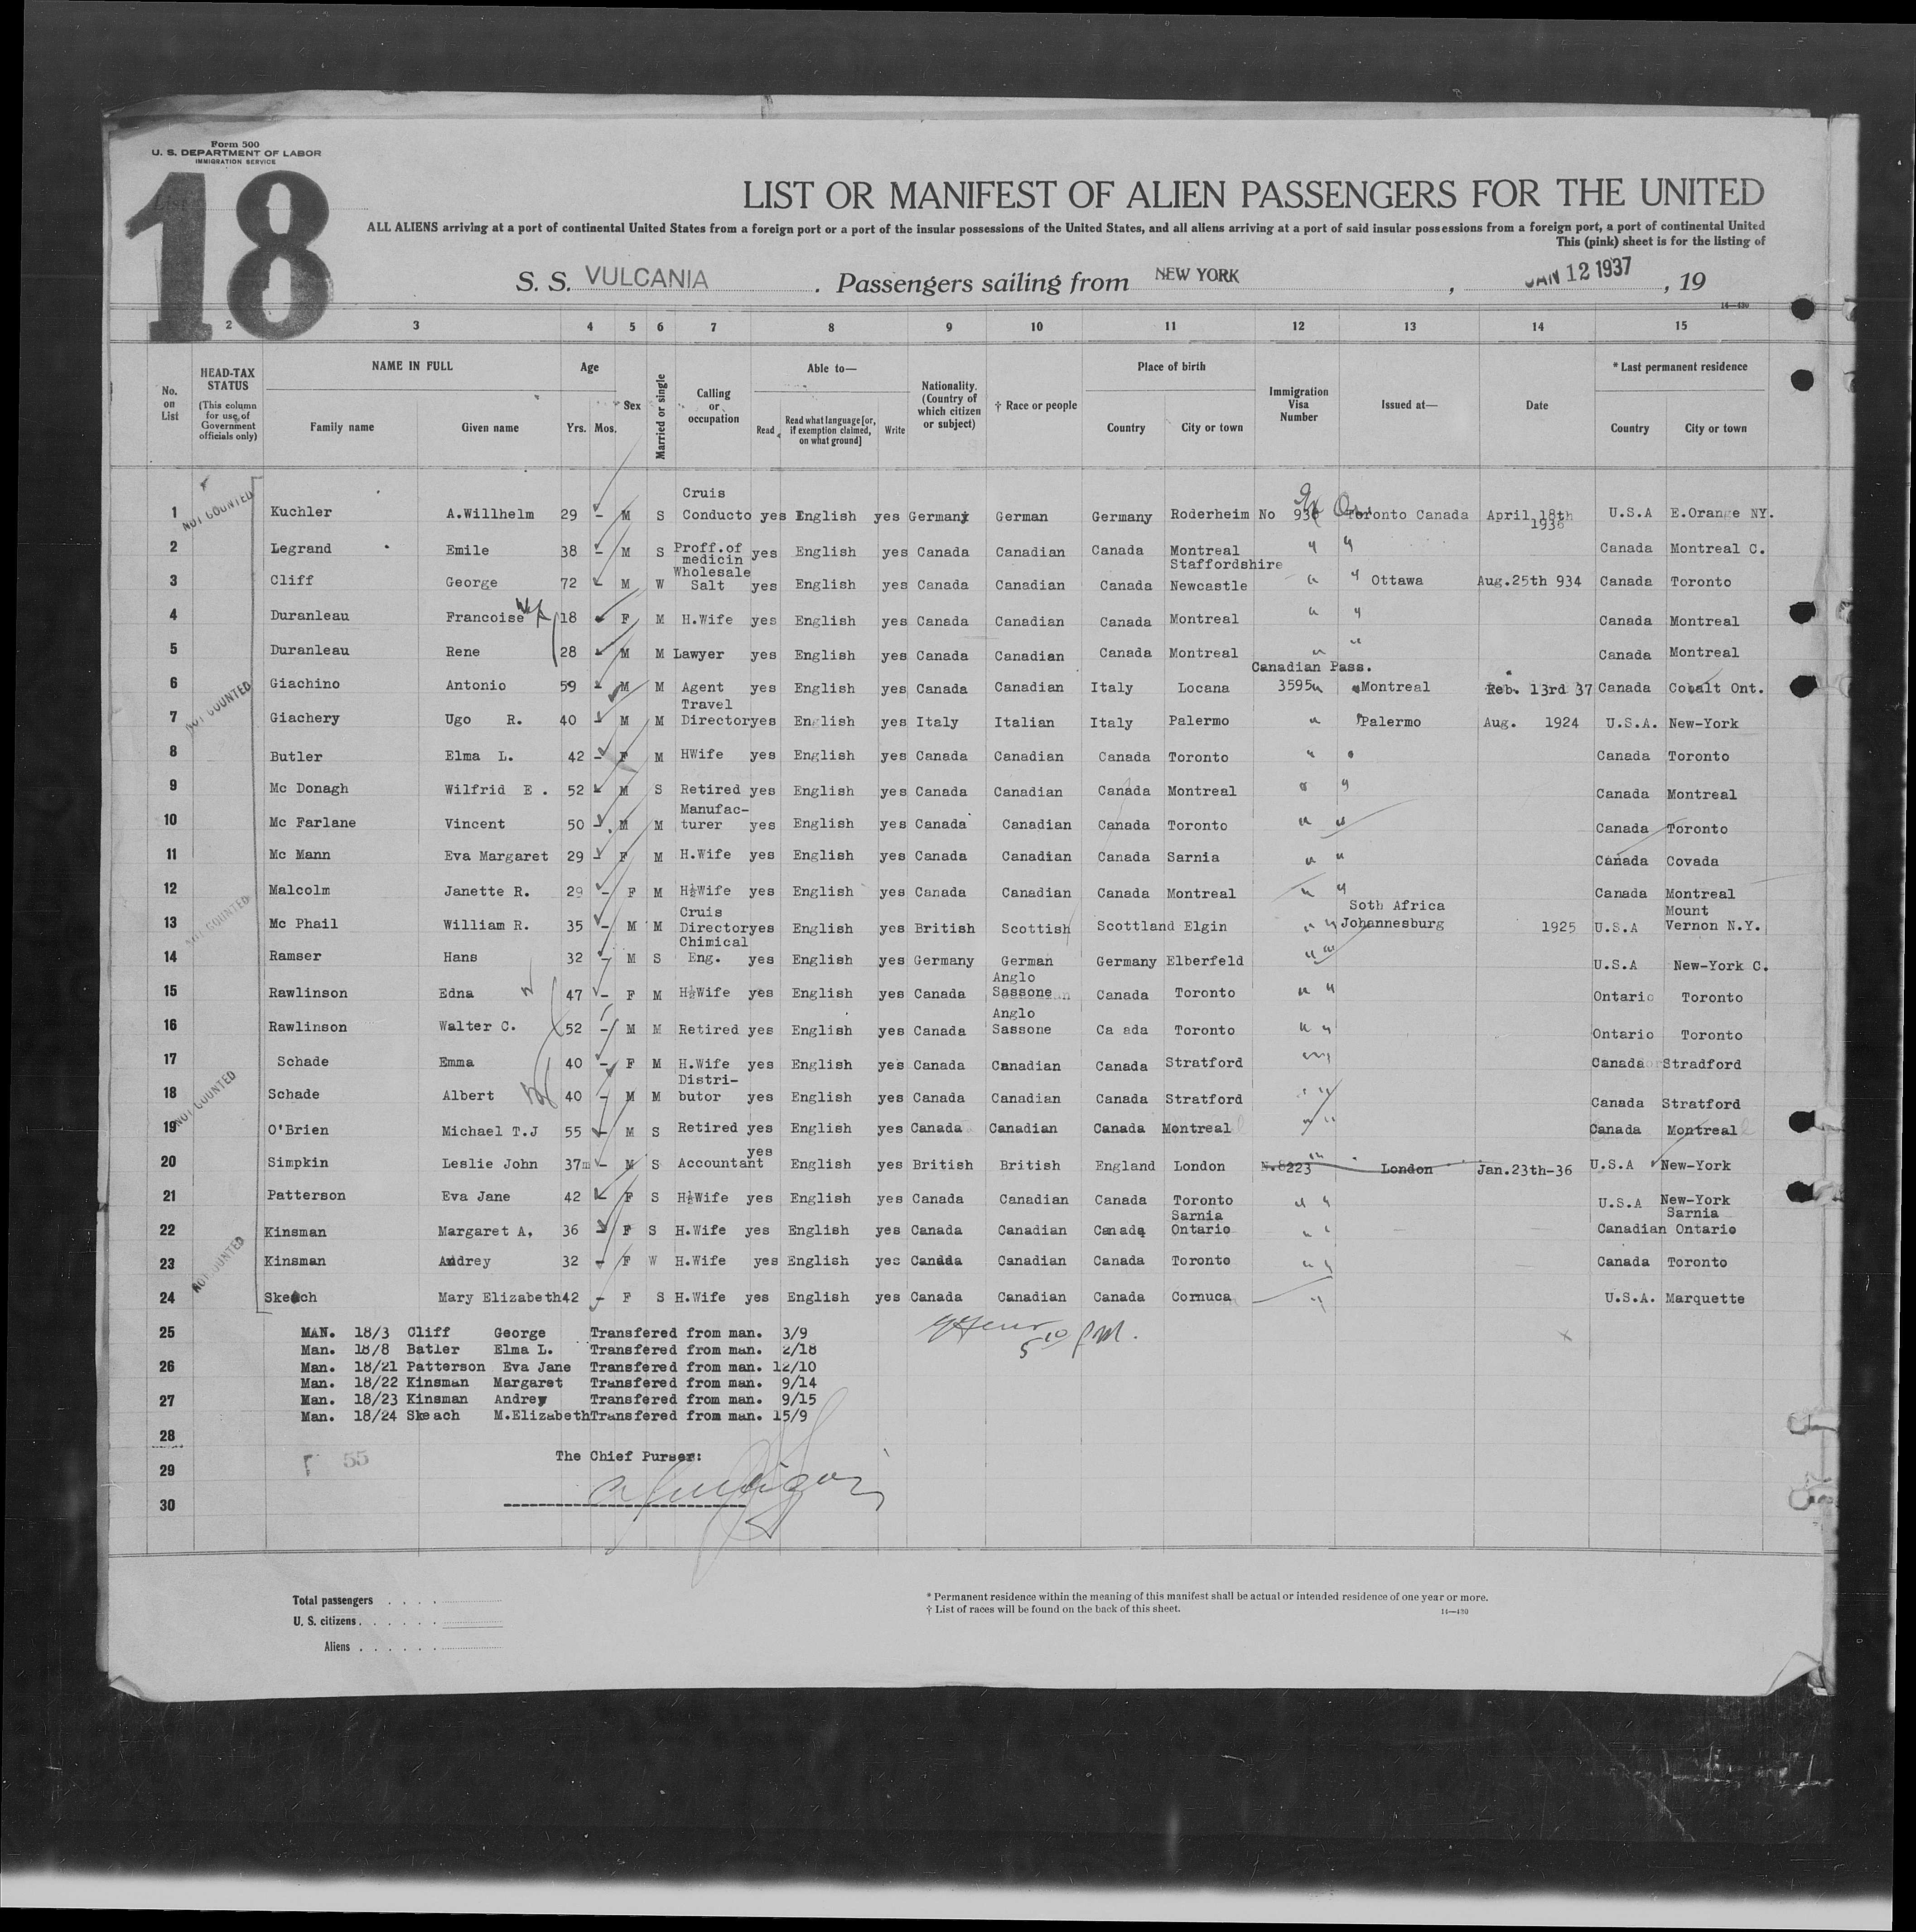 Form 500
U. S. DEPARTMENT OF LABOR
IMMIGRATION SERVICE
18
LIST OR MANIFEST OF ALIEN PASSENGERS FOR THE UNITED
ALL ALIENS arriving at a port of continental United States from a foreign port or a port of the insular possessions of the United States, and all aliens arriving at a port of said insular possessions from a foreign port, a port of continental United
This (pink) sheet is for the listing of
S. S. VULCANIA . Passengers sailing from NEW YORK , JAN 12 1937 , 19
14—430
2 3 4 5 6 7 8 9 10 11 12 13 14 15
No. on List
HEAD-TAX STATUS (This column for use of Government officials only)
NAME IN FULL Family name Given name
Age Yrs. Mos.
Sex
Married or single
Calling or occupation
Able to— Read Read what language [or, if exemption claimed, on what ground] Write
Nationality. (Country of which citizen or subject)
† Race or people
Place of birth Country City or town
Immigration Visa Number
Issued at—
Date
* Last permanent residence Country City or town
1 NOT COUNTED Kuchler A.Willhelm 29 – M S Cruis Conducto yes English yes Germany German Germany Roderheim No Toronto Canada April 18th 1936 U.S.A E.Orange NY.
2 Legrand Emile 38 – M S Proff.of medicin yes English yes Canada Canadian Canada Montreal " " Canada Montreal C.
3 Cliff George 72 M W Wholesale Salt yes English yes Canada Canadian Canada Staffordshire Newcastle " " Ottawa Aug.25th 934 Canada Toronto
4 Duranleau Francoise 18 F M H.Wife yes English yes Canada Canadian Canada Montreal " " Canada Montreal
5 Duranleau Rene 28 M M Lawyer yes English yes Canada Canadian Canada Montreal " " Canada Montreal
6 NOT COUNTED Giachino Antonio 59 M M Agent yes English yes Canada Canadian Italy Locana Canadian Pass. 3595 Montreal 13rd 37 Canada Cobalt Ont.
7 Giachery Ugo R. 40 M M Travel Director yes English yes Italy Italian Italy Palermo " Palermo Aug. 1924 U.S.A. New-York
8 Butler Elma L. 42 – F M HWife yes English yes Canada Canadian Canada Toronto " " Canada Toronto
9 Mc Donagh Wilfrid E . 52 M S Retired yes English yes Canada Canadian Canada Montreal " " Canada Montreal
10 Mc Farlane Vincent 50 M M Manufac- turer yes English yes Canada Canadian Canada Toronto " " Canada Toronto
11 Mc Mann Eva Margaret 29 F M H.Wife yes English yes Canada Canadian Canada Sarnia " " Canada Covada
12 Malcolm Janette R. 29 – F M H½Wife yes English yes Canada Canadian Canada Montreal " " Canada Montreal
13 NOT COUNTED Mc Phail William R. 35 – M M Cruis Director yes English yes British Scottish Scottland Elgin " " Soth Africa Johannesburg 1925 U.S.A Mount Vernon N.Y.
14 Ramser Hans 32 – M S Chimical Eng. yes English yes Germany German Germany Elberfeld " " U.S.A New-York C.
15 Rawlinson Edna 47 – F M H½Wife yes English yes Canada Anglo Sassone Canada Toronto " " Ontario Toronto
16 Rawlinson Walter C. 52 – M M Retired yes English yes Canada Anglo Sassone Ca ada Toronto " " Ontario Toronto
17 Schade Emma 40 – F M H.Wife yes English yes Canada Canadian Canada Stratford " " Canada Stradford
18 NOT COUNTED Schade Albert 40 – M M Distri- butor yes English yes Canada Canadian Canada Stratford " " Canada Stratford
19 O'Brien Michael T.J 55 – M S Retired yes English yes Canada Canadian Canada Montreal " " Canada Montreal
20 Simpkin Leslie John 37m – M S Accountant yes English yes British British England London N.8223 London Jan.23th-36 U.S.A New-York
21 Patterson Eva Jane 42 F S H½Wife yes English yes Canada Canadian Canada Toronto " " U.S.A New-York
22 Kinsman Margaret A, 36 F S H.Wife yes English yes Canada Canadian Canada Sarnia Ontario " " Canadian Sarnia Ontario
23 NOT COUNTED Kinsman Andrey 32 – F W H.Wife yes English yes Canada Canadian Canada Toronto " " Canada Toronto
24 Skeach Mary Elizabeth 42 – F S H.Wife yes English yes Canada Canadian Canada Cornuca " U.S.A. Marquette
25 MAN. 18/3 Cliff George Transfered from man. 3/9
Man. 18/8 Batler Elma L. Transfered from man. 2/18
26 Man. 18/21 Patterson Eva Jane Transfered from man. 12/10
Man. 18/22 Kinsman Margaret Transfered from man. 9/14
27 Man. 18/23 Kinsman Andrey Transfered from man. 9/15
Man. 18/24 Skeach M.Elizabeth Transfered from man. 15/9
28
55 The Chief Purser:
29
30
Total passengers . . . .
U. S. citizens . . . . . .
Aliens . . . . . .
* Permanent residence within the meaning of this manifest shall be actual or intended residence of one year or more.
† List of races will be found on the back of this sheet.
14—430